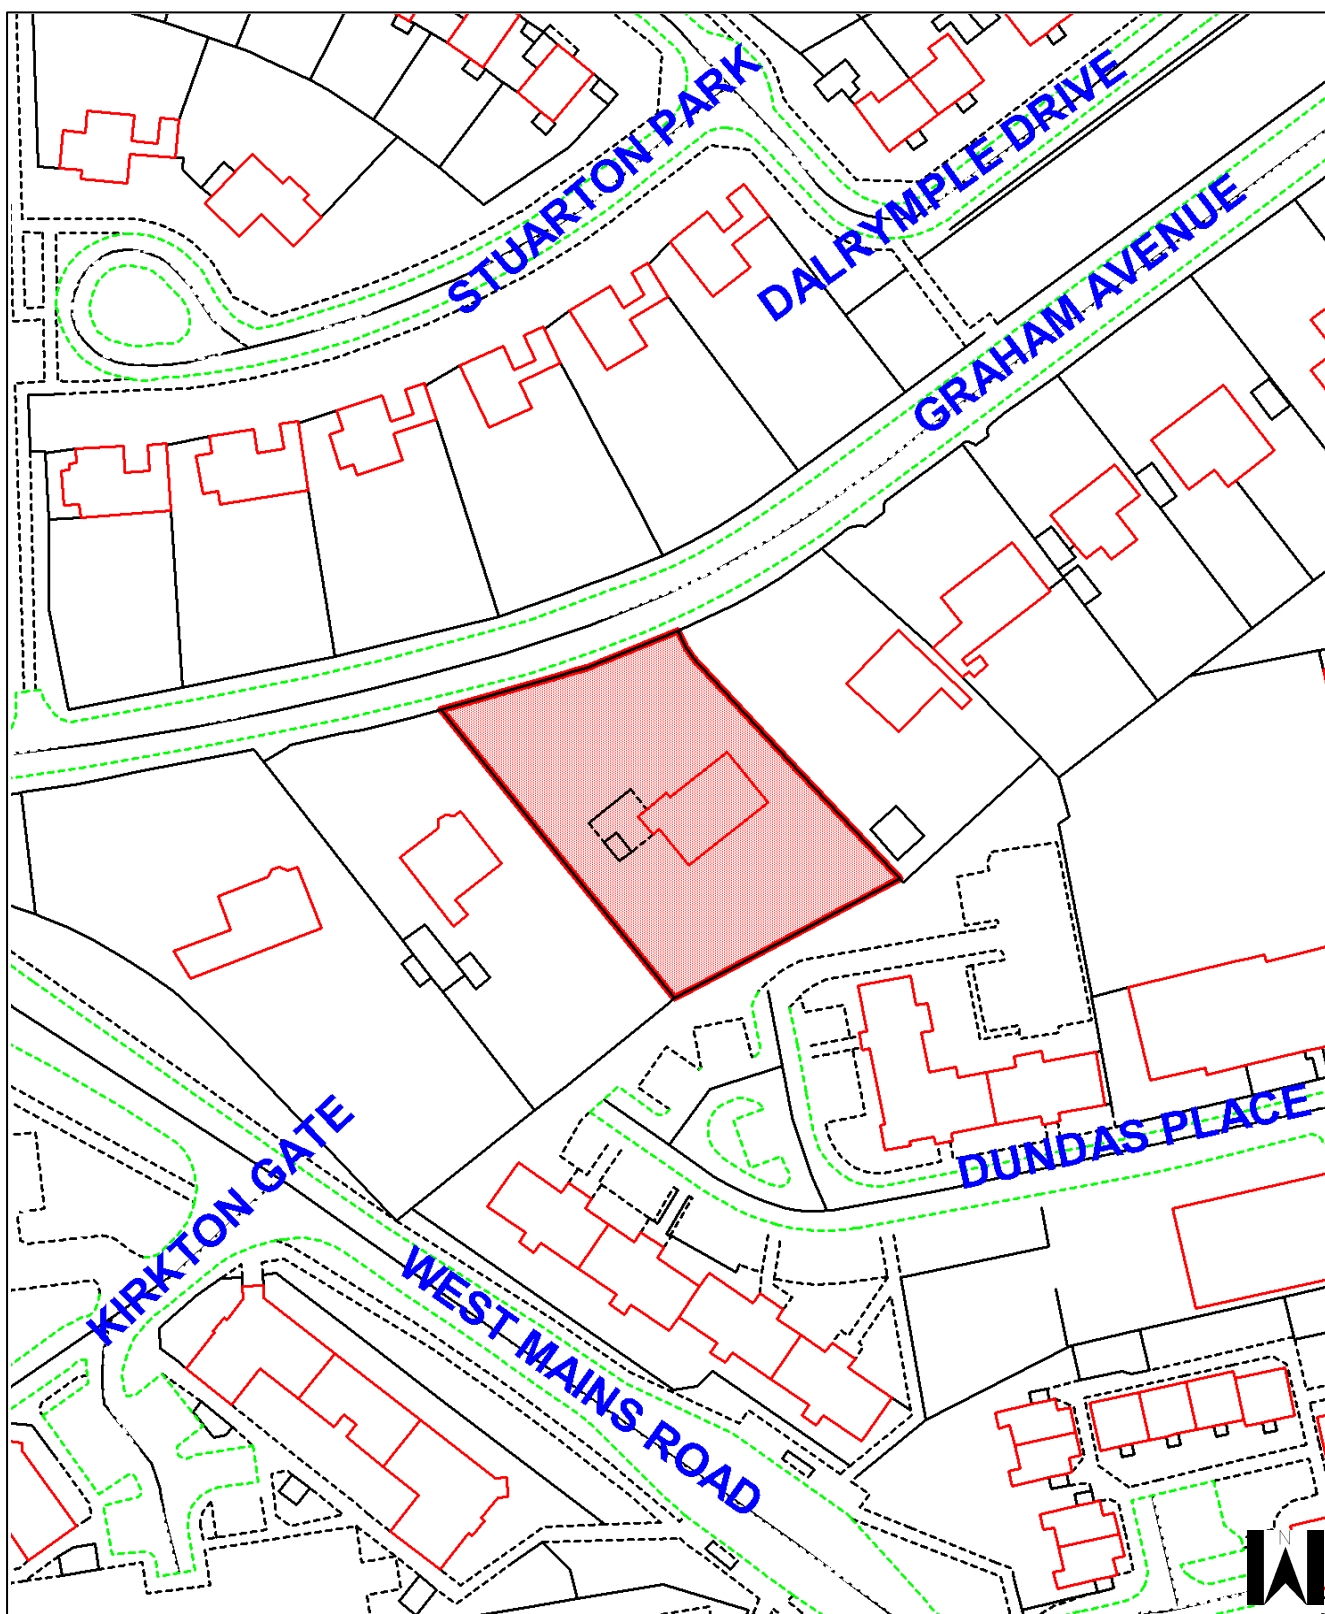 STUARTON PARK
DALRYMPLE DRIVE
GRAHAM AVENUE
KIRKTON GATE
WEST MAINS ROAD
DUNDAS PLACE
N